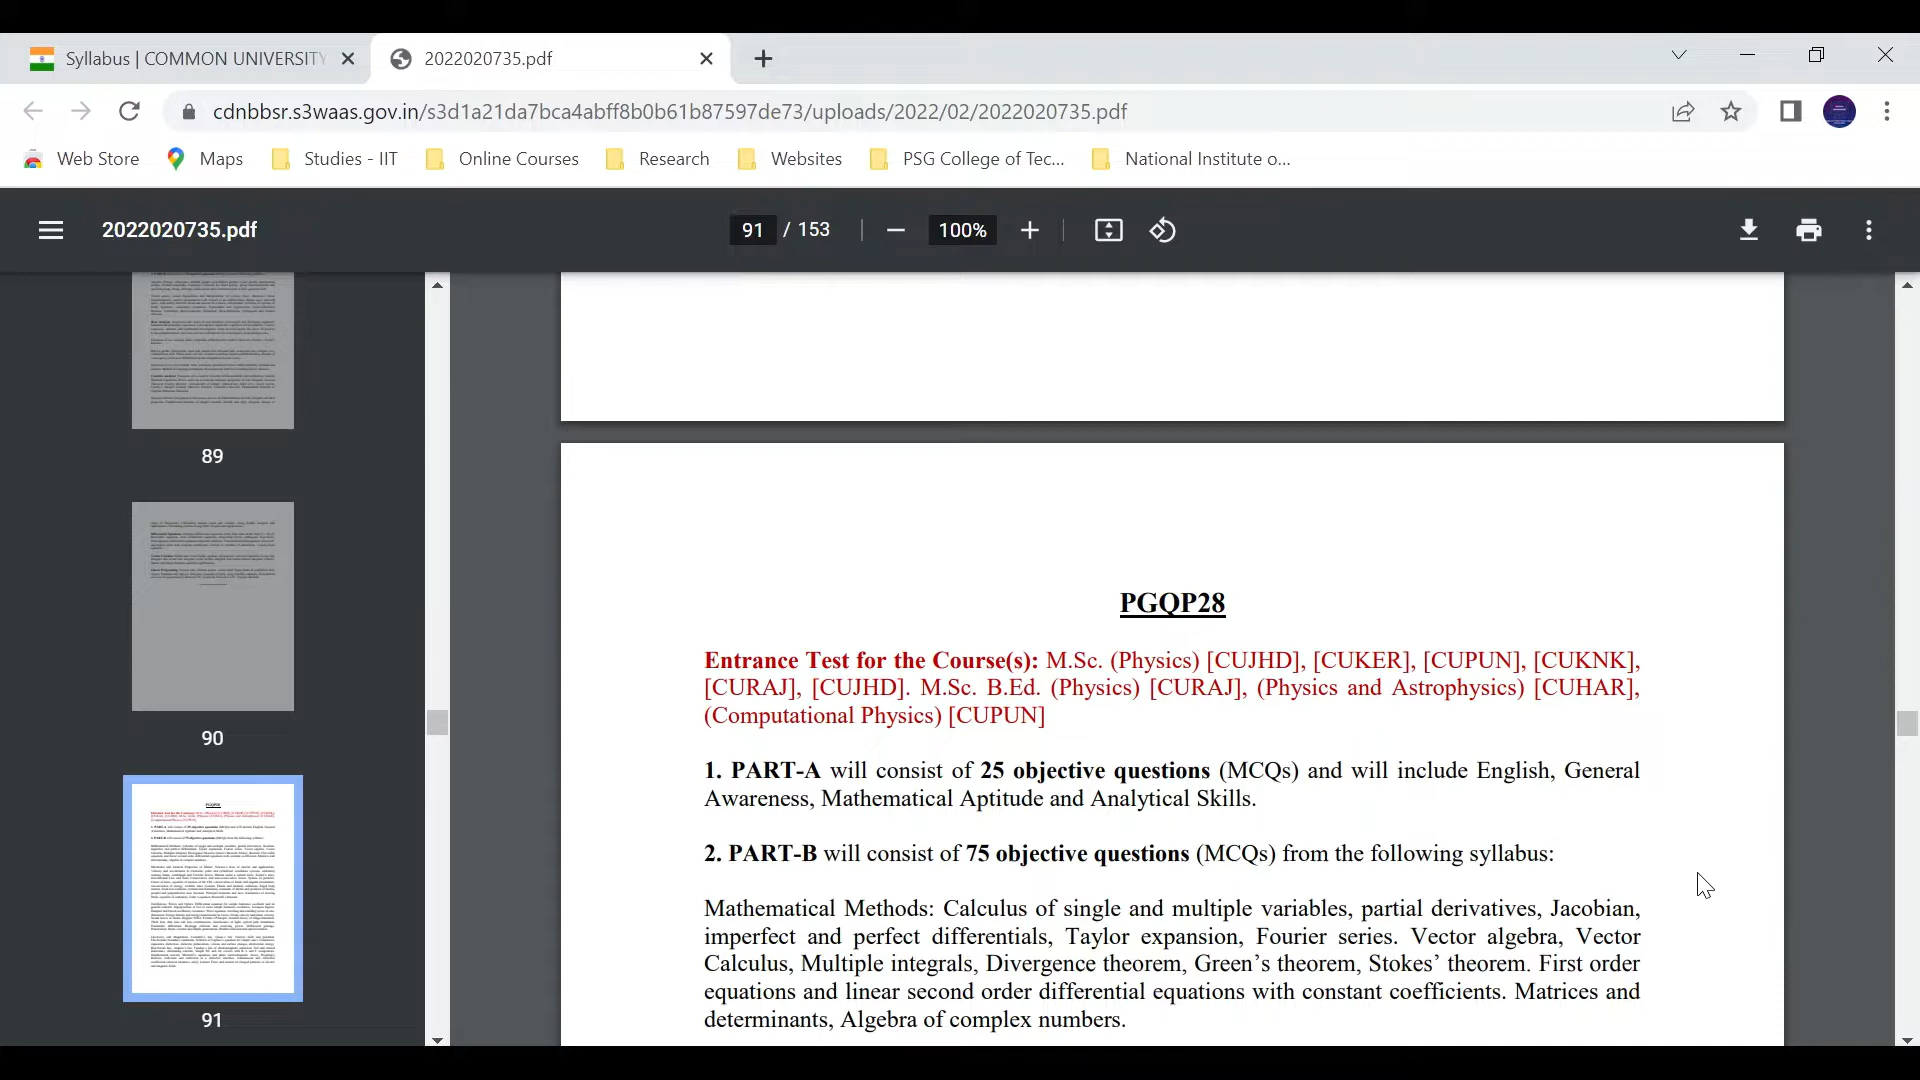 Syllabus | COMMON UNIVERSITY
2022020735.pdf
cdnbbsr.s3waas.gov.in/s3d1a21da7bca4abff8b0b61b87597de73/uploads/2022/02/2022020735.pdf
Web Store
Maps
Studies - IIT
Online Courses
Research
Websites
PSG College of Tec...
National Institute o...
2022020735.pdf
91 / 153
100%
89
90
91
PGQP28
Entrance Test for the Course(s): M.Sc. (Physics) [CUJHD], [CUKER], [CUPUN], [CUKNK],
[CURAJ], [CUJHD]. M.Sc. B.Ed. (Physics) [CURAJ], (Physics and Astrophysics) [CUHAR],
(Computational Physics) [CUPUN]
1. PART-A will consist of 25 objective questions (MCQs) and will include English, General
Awareness, Mathematical Aptitude and Analytical Skills.
2. PART-B will consist of 75 objective questions (MCQs) from the following syllabus:
Mathematical Methods: Calculus of single and multiple variables, partial derivatives, Jacobian,
imperfect and perfect differentials, Taylor expansion, Fourier series. Vector algebra, Vector
Calculus, Multiple integrals, Divergence theorem, Green’s theorem, Stokes’ theorem. First order
equations and linear second order differential equations with constant coefficients. Matrices and
determinants, Algebra of complex numbers.